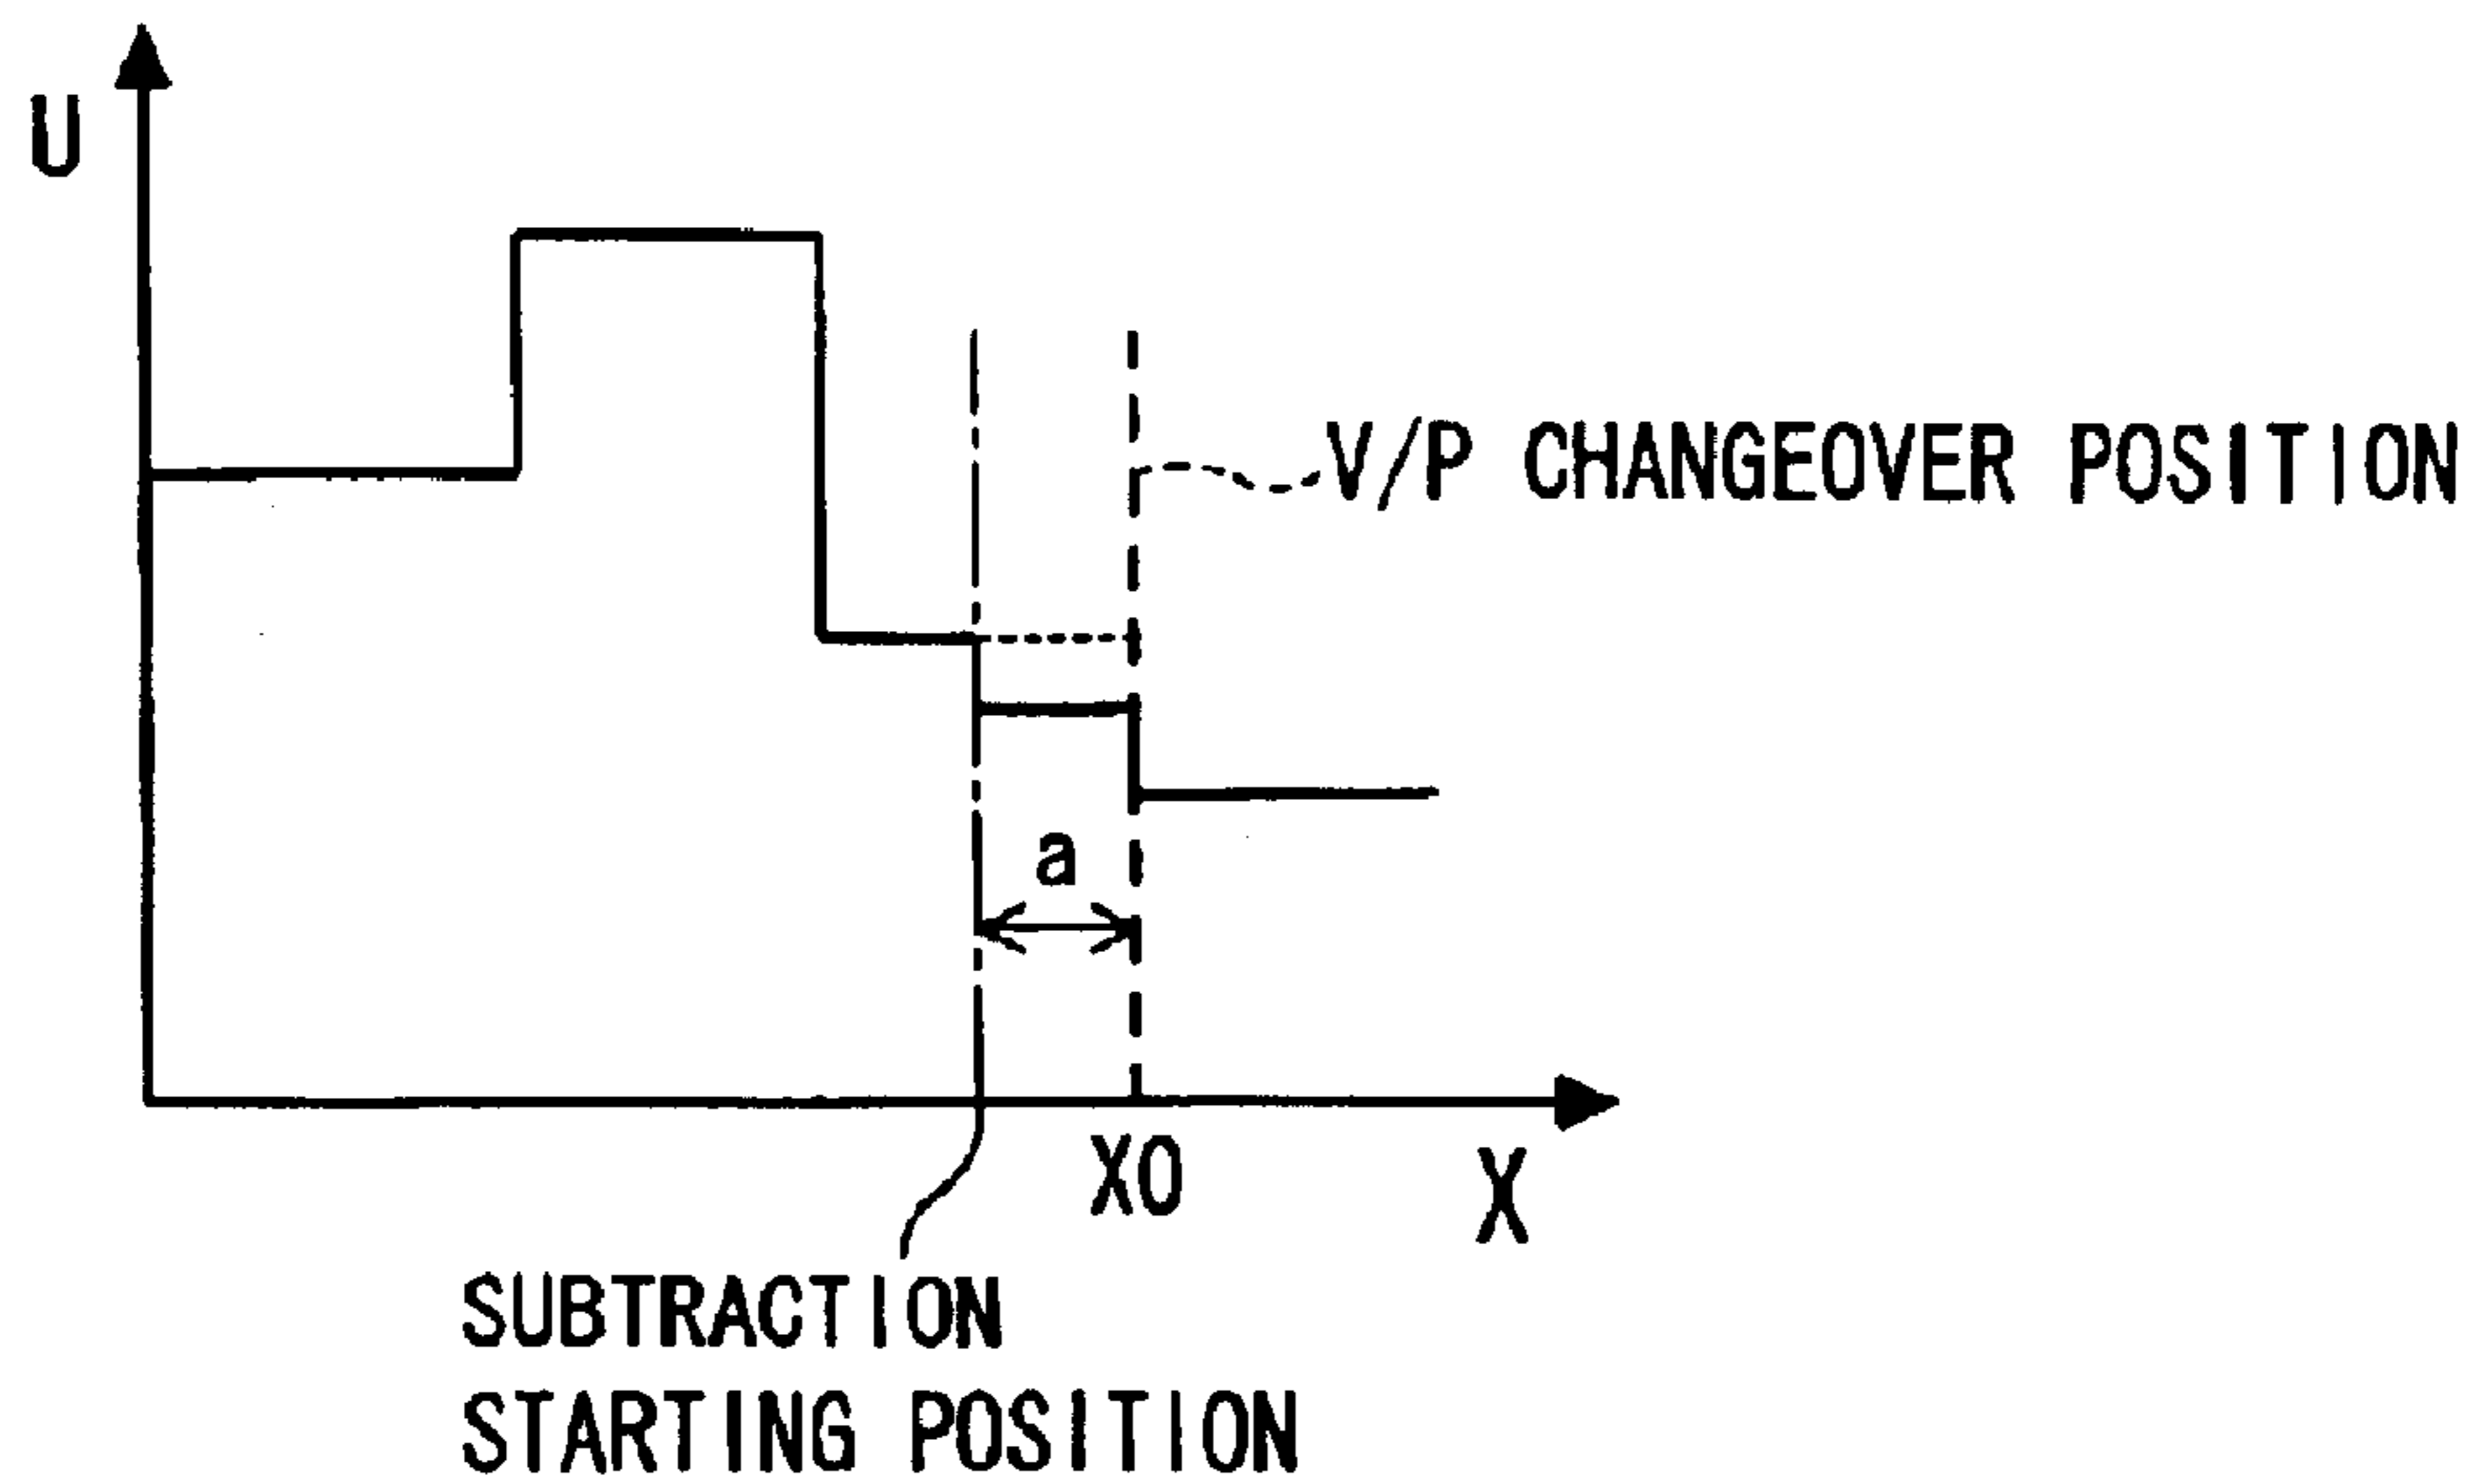 U
V/P CHANGEOVER POSITION
a
X0
X
SUBTRACTION
STARTING POSITION